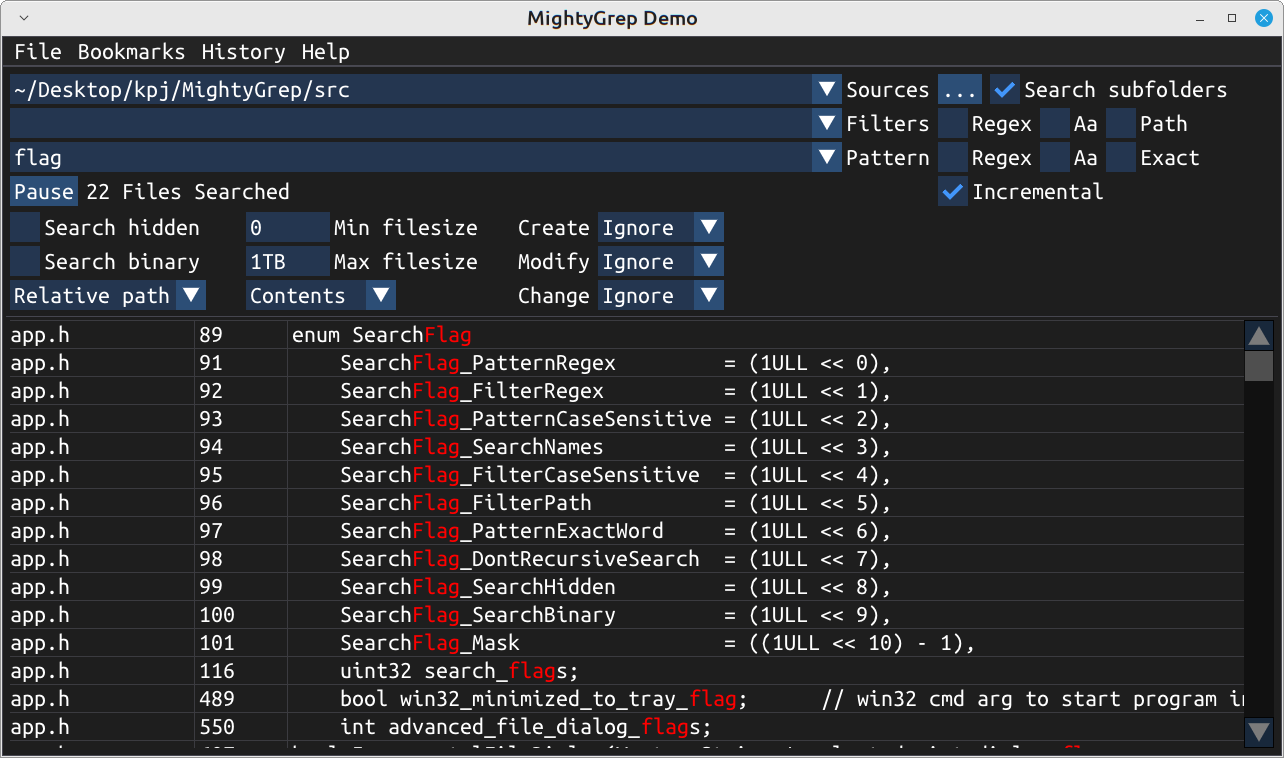 MightyGrep Demo
File Bookmarks History Help
~/Desktop/kpj/MightyGrep/src Sources ... Search subfolders
Filters Regex Aa Path
flag Pattern Regex Aa Exact
Pause 22 Files Searched Incremental
Search hidden 0 Min filesize Create Ignore
Search binary 1TB Max filesize Modify Ignore
Relative path Contents Change Ignore
app.h 89 enum SearchFlag
app.h 91 SearchFlag_PatternRegex = (1ULL << 0),
app.h 92 SearchFlag_FilterRegex = (1ULL << 1),
app.h 93 SearchFlag_PatternCaseSensitive = (1ULL << 2),
app.h 94 SearchFlag_SearchNames = (1ULL << 3),
app.h 95 SearchFlag_FilterCaseSensitive = (1ULL << 4),
app.h 96 SearchFlag_FilterPath = (1ULL << 5),
app.h 97 SearchFlag_PatternExactWord = (1ULL << 6),
app.h 98 SearchFlag_DontRecursiveSearch = (1ULL << 7),
app.h 99 SearchFlag_SearchHidden = (1ULL << 8),
app.h 100 SearchFlag_SearchBinary = (1ULL << 9),
app.h 101 SearchFlag_Mask = ((1ULL << 10) - 1),
app.h 116 uint32 search_flags;
app.h 489 bool win32_minimized_to_tray_flag; // win32 cmd arg to start program in
app.h 550 int advanced_file_dialog_flags;